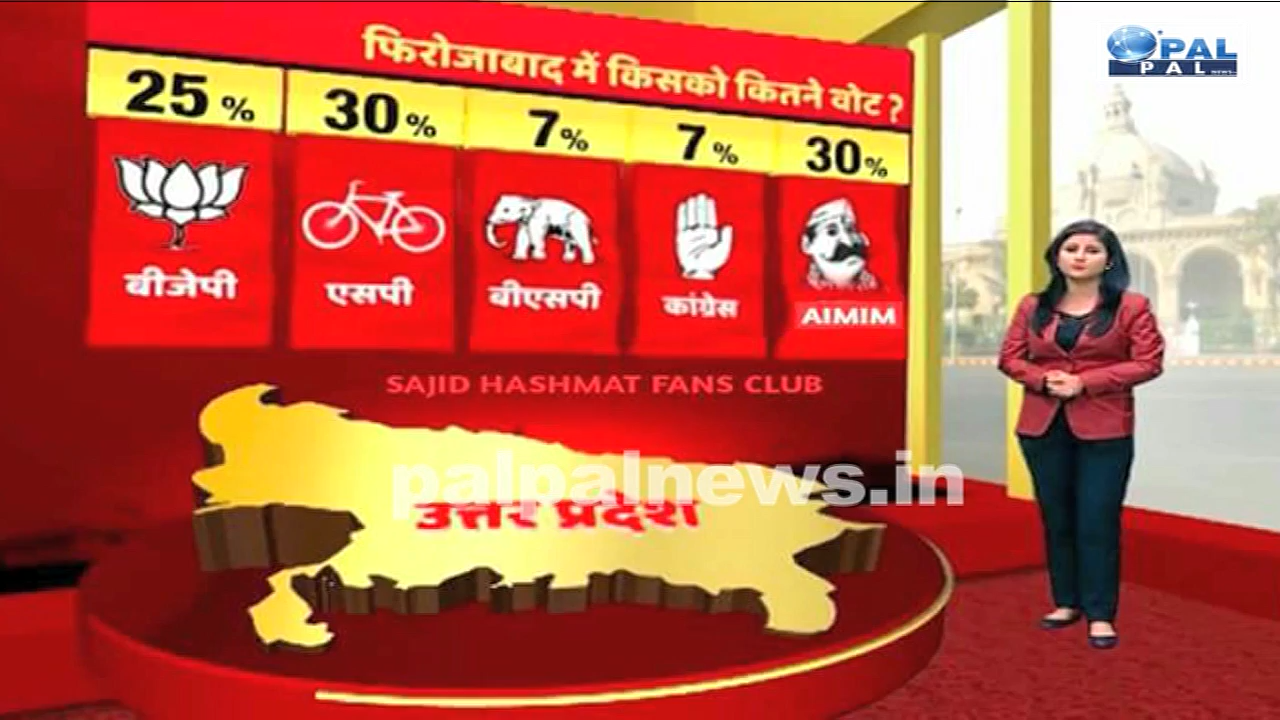 फिरोजाबाद में किसको कितने वोट ?
25 % 30 % 7 % 7 % 30 %
बीजेपी एसपी बीएसपी कांग्रेस AIMIM
SAJID HASHMAT FANS CLUB
palpalnews.in
उत्तर प्रदेश
PAL
PAL NEWS